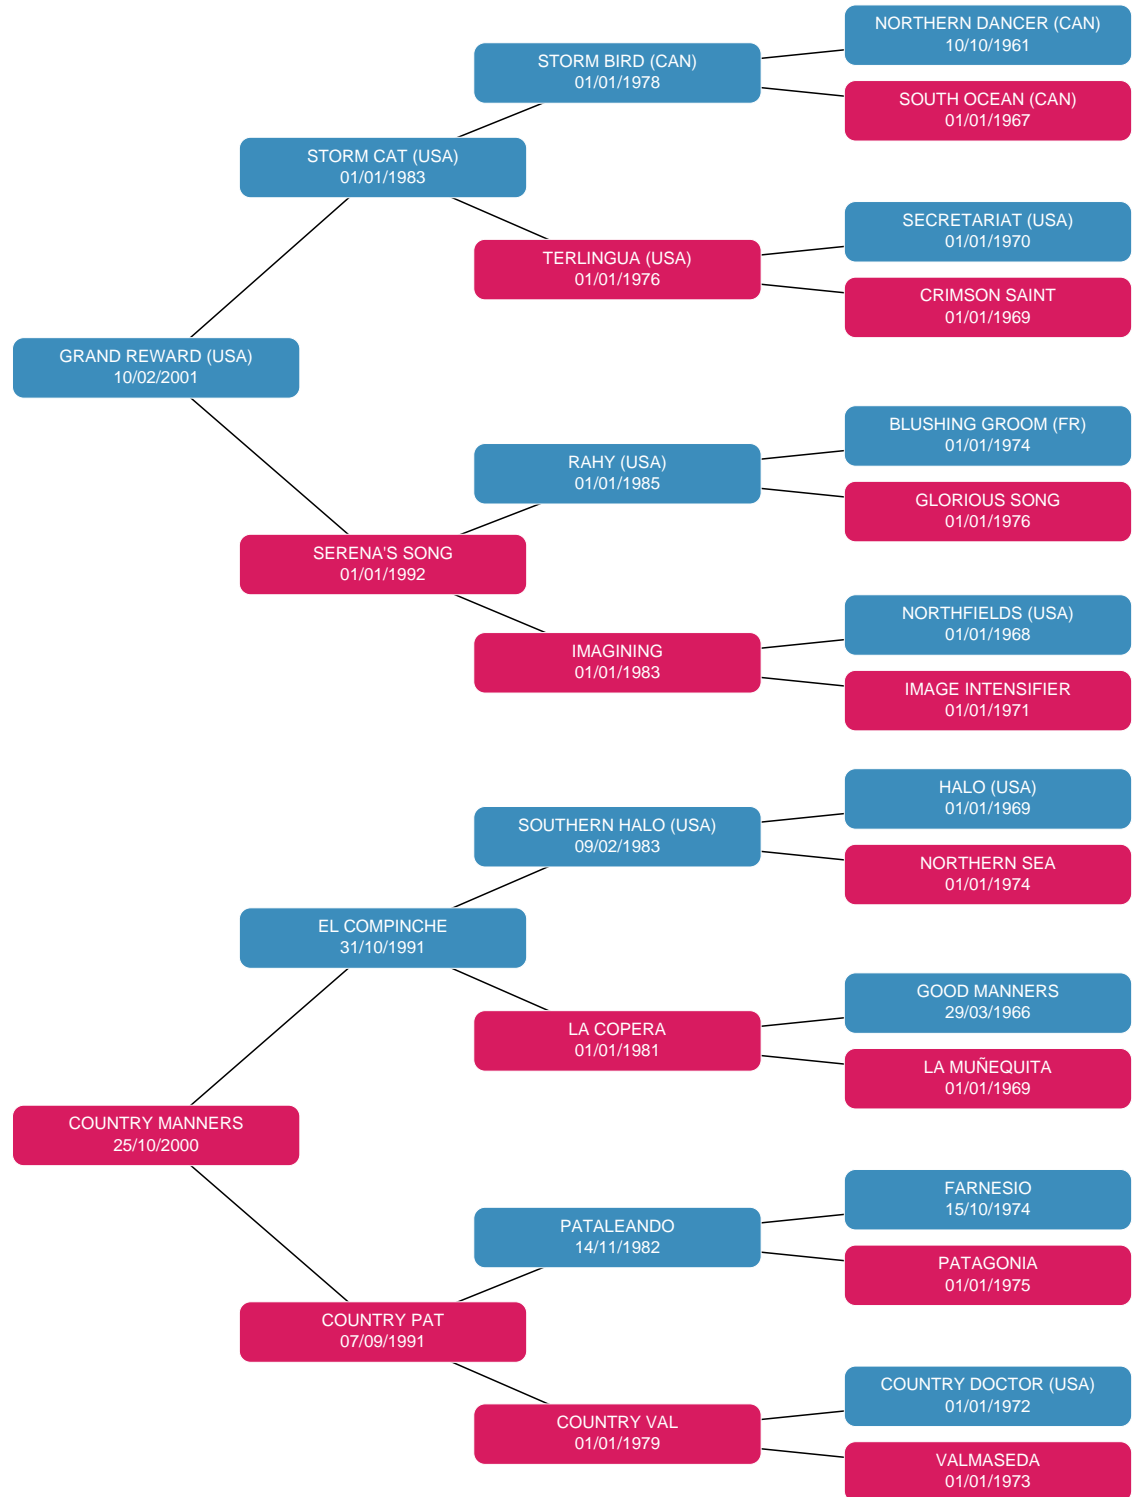 NORTHERN DANCER (CAN)
10/10/1961
STORM BIRD (CAN)
01/01/1978
SOUTH OCEAN (CAN)
01/01/1967
STORM CAT (USA)
01/01/1983
SECRETARIAT (USA)
01/01/1970
TERLINGUA (USA)
01/01/1976
CRIMSON SAINT
01/01/1969
GRAND REWARD (USA)
10/02/2001
BLUSHING GROOM (FR)
01/01/1974
RAHY (USA)
01/01/1985
GLORIOUS SONG
01/01/1976
SERENA'S SONG
01/01/1992
NORTHFIELDS (USA)
01/01/1968
IMAGINING
01/01/1983
IMAGE INTENSIFIER
01/01/1971
HALO (USA)
01/01/1969
SOUTHERN HALO (USA)
09/02/1983
NORTHERN SEA
01/01/1974
EL COMPINCHE
31/10/1991
GOOD MANNERS
29/03/1966
LA COPERA
01/01/1981
LA MUÑEQUITA
01/01/1969
COUNTRY MANNERS
25/10/2000
FARNESIO
15/10/1974
PATALEANDO
14/11/1982
PATAGONIA
01/01/1975
COUNTRY PAT
07/09/1991
COUNTRY DOCTOR (USA)
01/01/1972
COUNTRY VAL
01/01/1979
VALMASEDA
01/01/1973